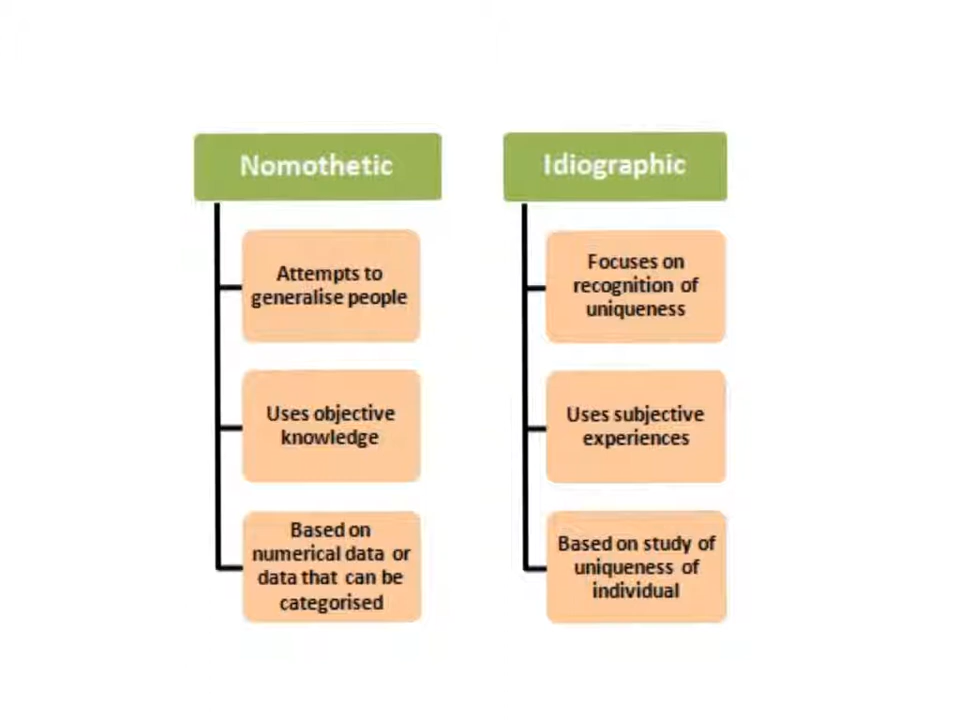 Nomothetic
Attempts to
generalise people
Uses objective
knowledge
Based on
numerical data or
data that can be
categorised
Idiographic
Focuses on
recognition of
uniqueness
Uses subjective
experiences
Based on study of
uniqueness of
individual